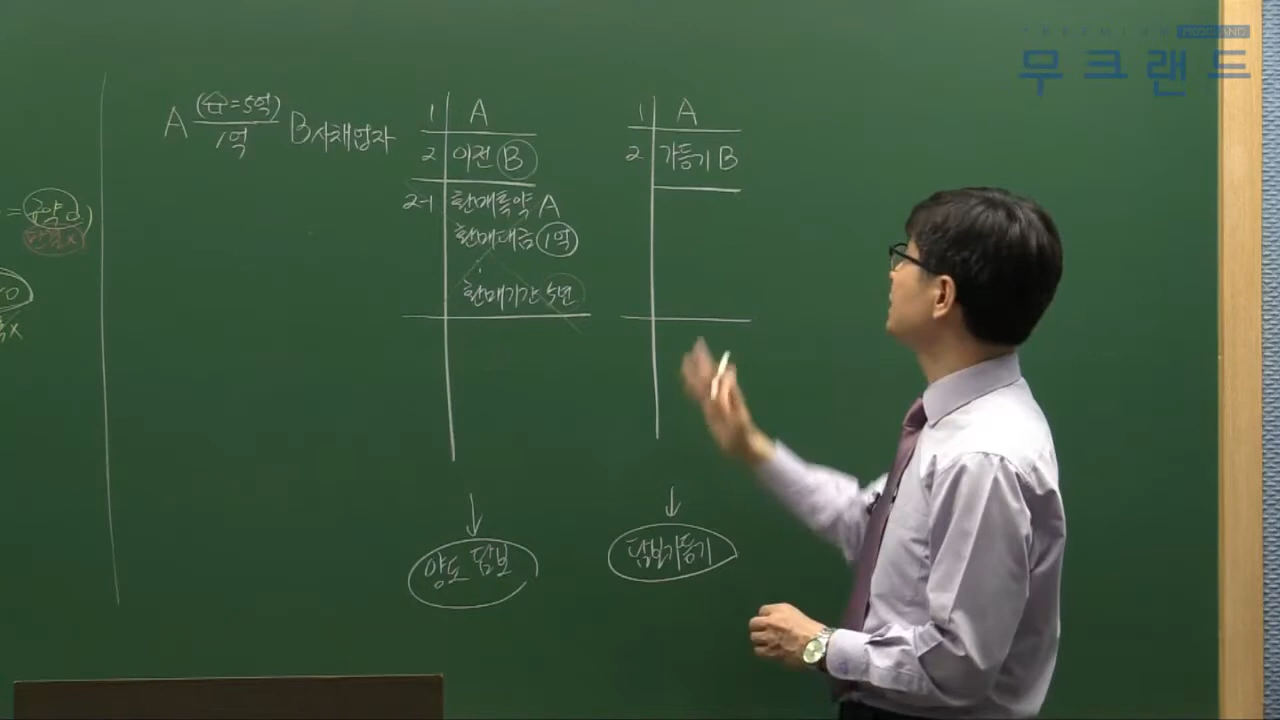 무크랜드
A (=5억) 1억 B사채업자
1 A
2 이전 B
2-1 환매특약 A
환매대금 1억
환매기간 5년
양도담보
1 A
2 가등기 B
담보가등기